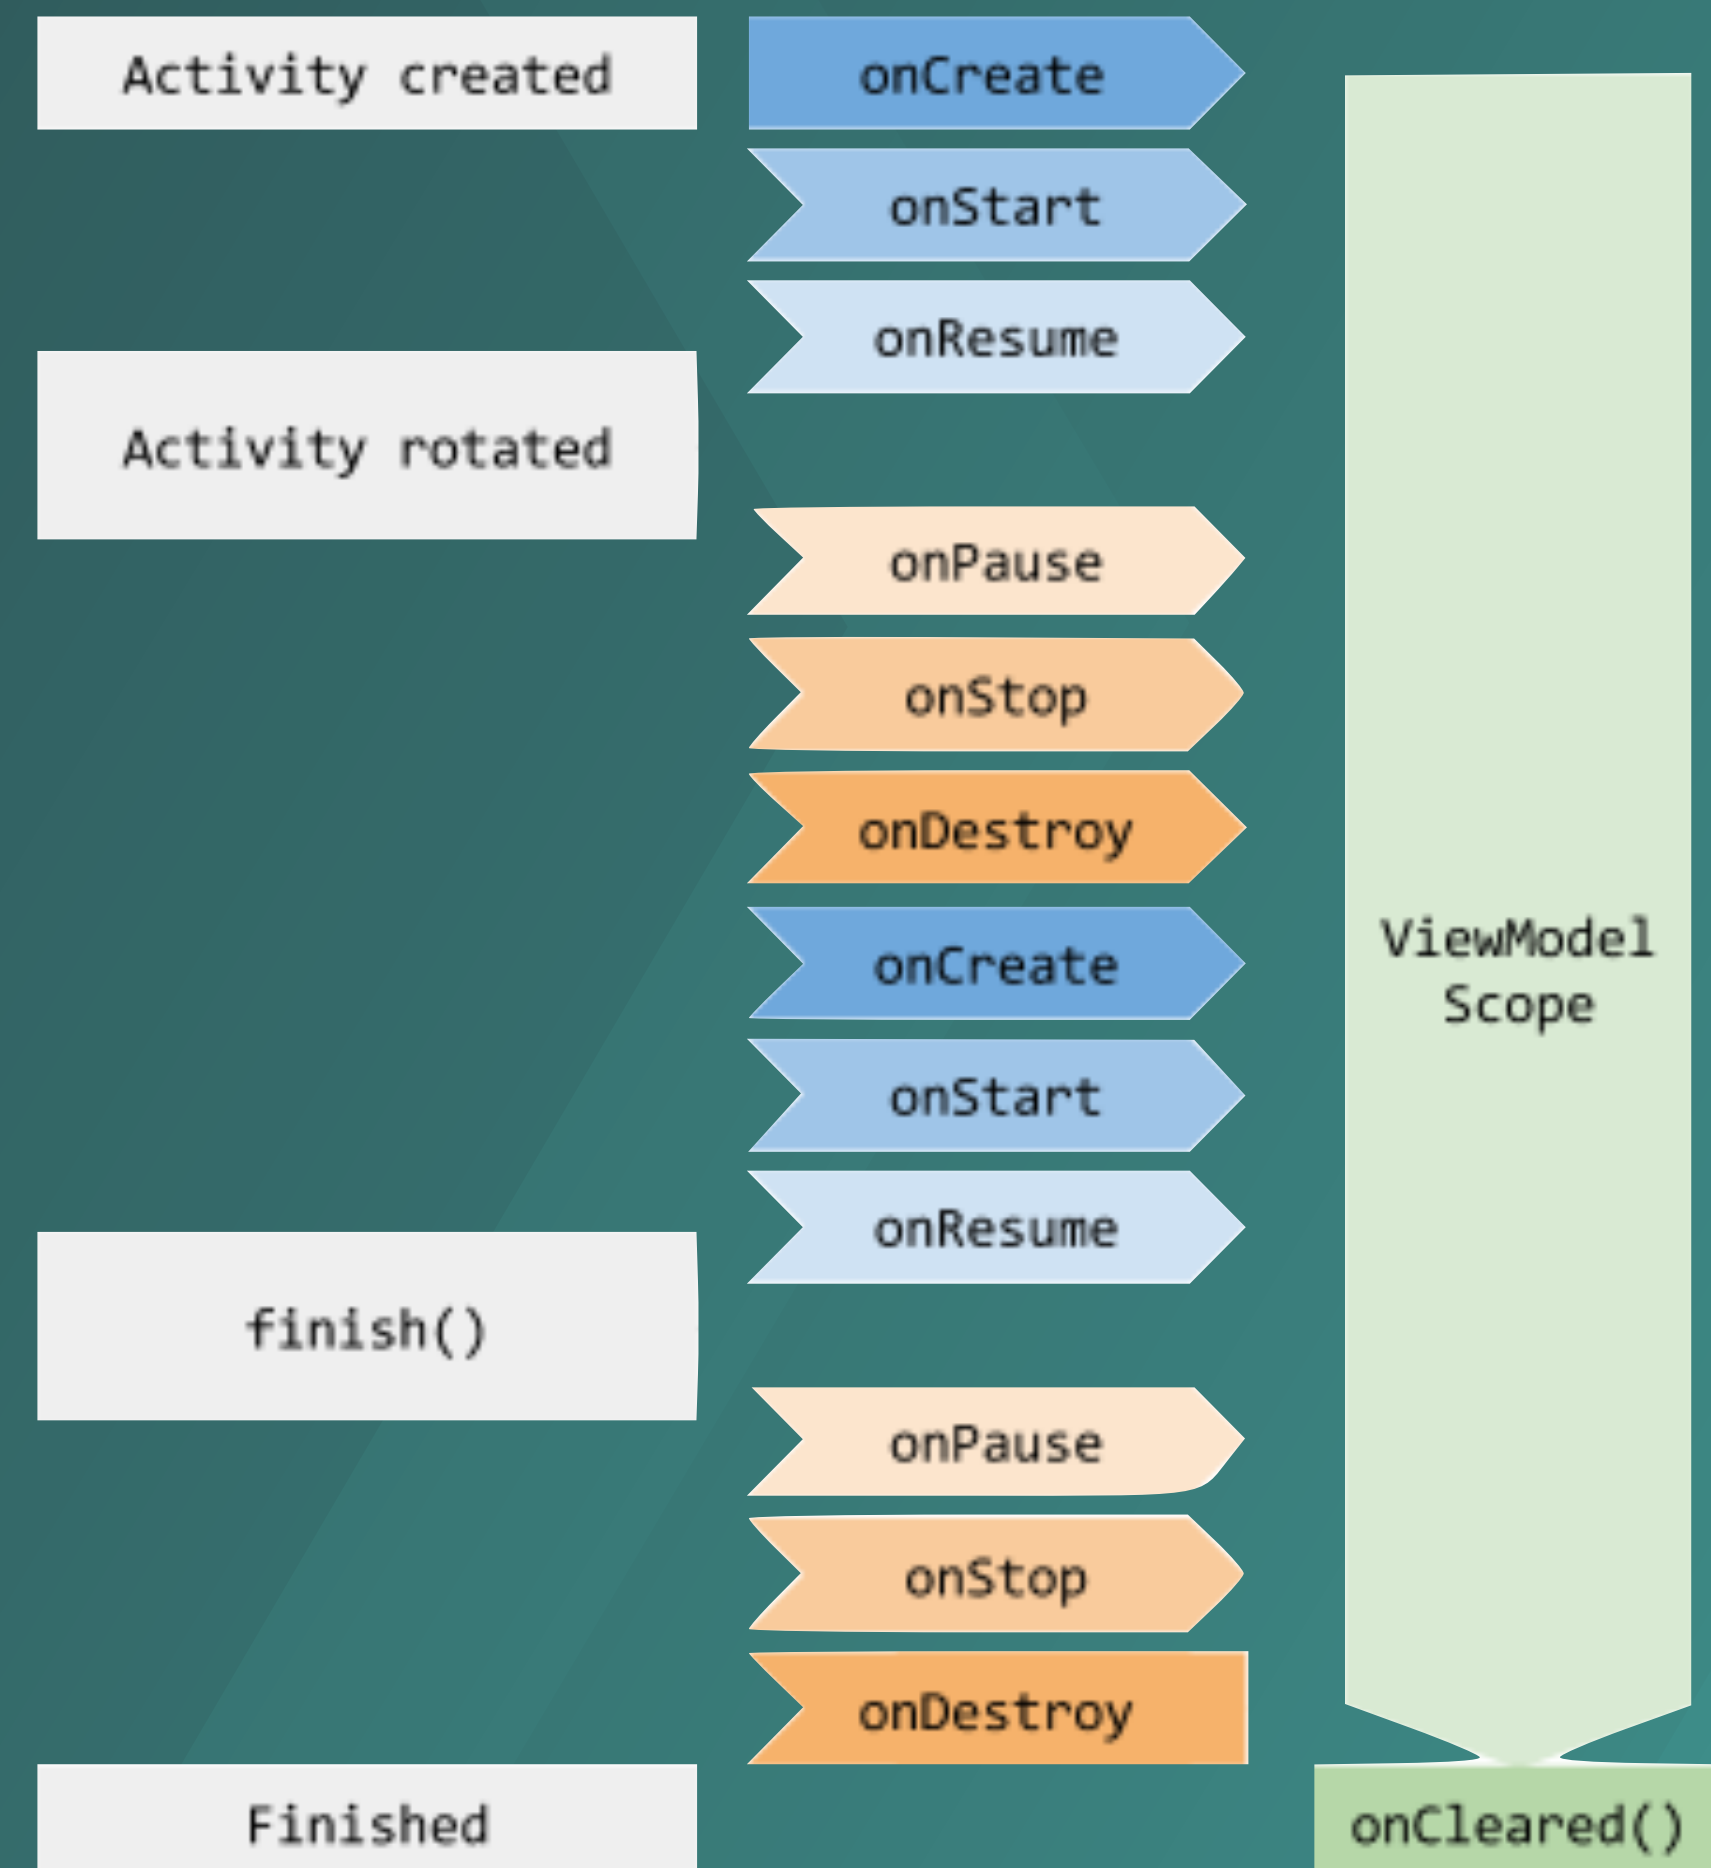 Activity created
onCreate
onStart
onResume
Activity rotated
onPause
onStop
onDestroy
onCreate
ViewModel
Scope
onStart
onResume
finish()
onPause
onStop
onDestroy
Finished
onCleared()